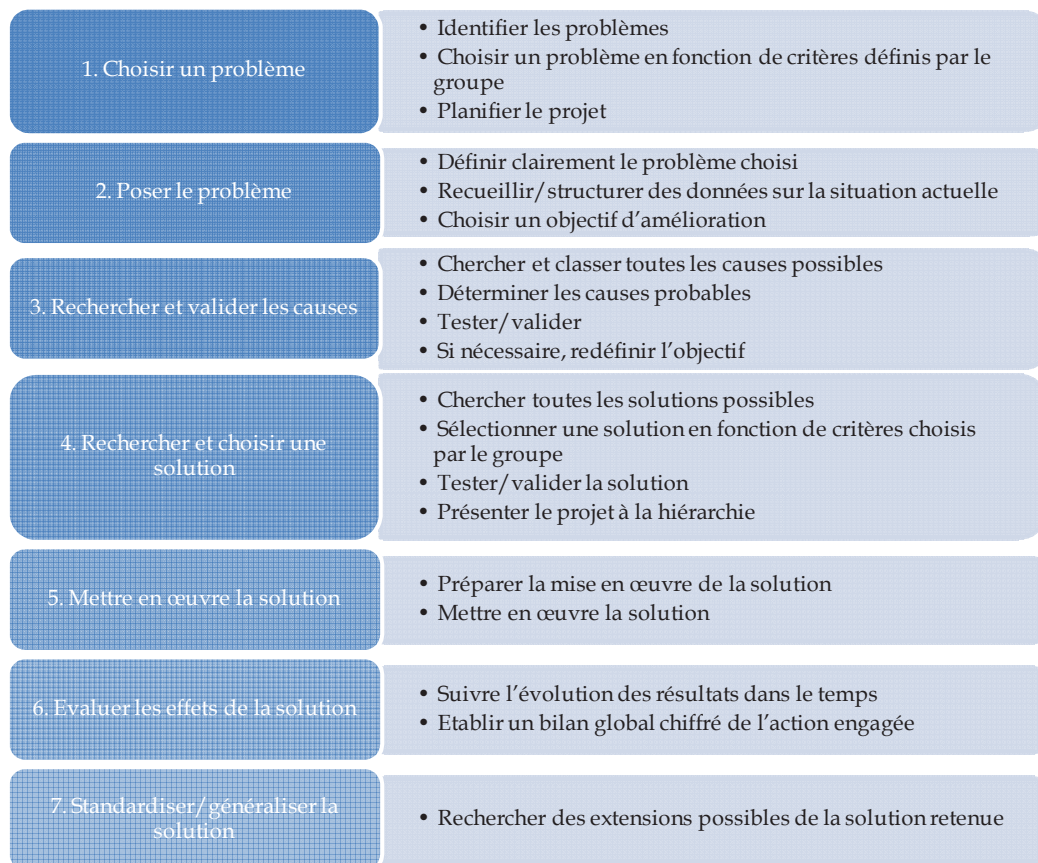 1. Choisir un problème
• Identifier les problèmes
• Choisir un problème en fonction de critères définis par le
groupe
• Planifier le projet
2. Poser le problème
• Définir clairement le problème choisi
• Recueillir/structurer des données sur la situation actuelle
• Choisir un objectif d’amélioration
3. Rechercher et valider les causes
• Chercher et classer toutes les causes possibles
• Déterminer les causes probables
• Tester/valider
• Si nécessaire, redéfinir l’objectif
4. Rechercher et choisir une
solution
• Chercher toutes les solutions possibles
• Sélectionner une solution en fonction de critères choisis
par le groupe
• Tester/valider la solution
• Présenter le projet à la hiérarchie
5. Mettre en œuvre la solution
• Préparer la mise en œuvre de la solution
• Mettre en œuvre la solution
6. Evaluer les effets de la solution
• Suivre l’évolution des résultats dans le temps
• Etablir un bilan global chiffré de l’action engagée
7. Standardiser/généraliser la
solution
• Rechercher des extensions possibles de la solution retenue